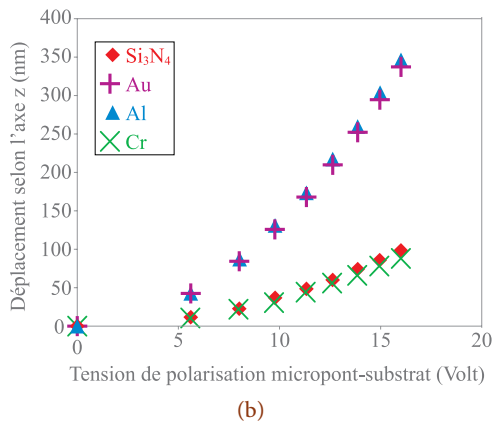 400
350
300
250
200
150
100
50
0
Déplacement selon l'axe z (nm)
Si₃N₄
Au
Al
Cr
0 5 10 15 20
Tension de polarisation micropont-substrat (Volt)
(b)